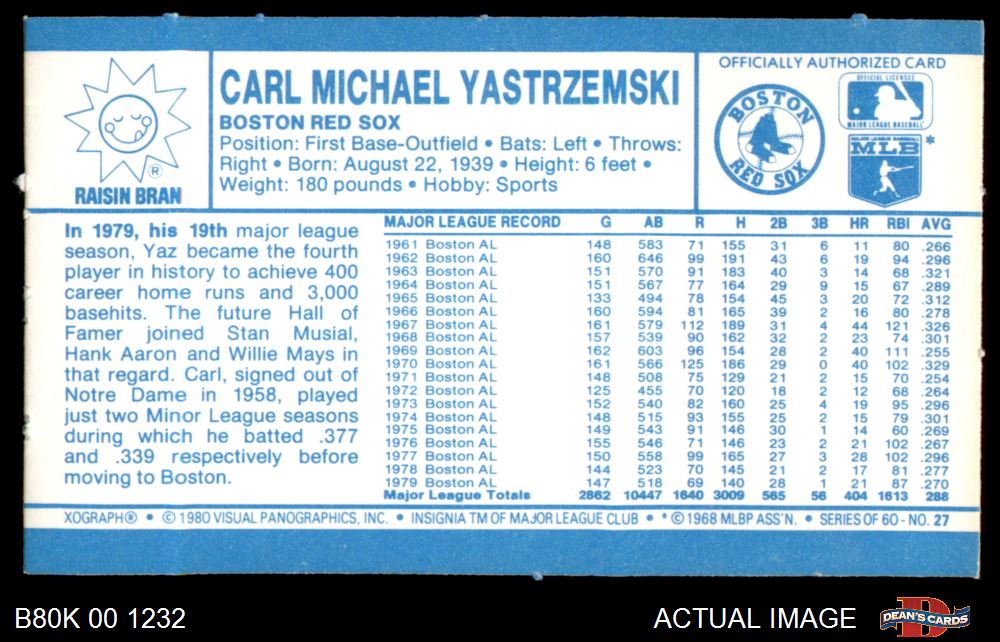 CARL MICHAEL YASTRZEMSKI
BOSTON RED SOX
Position: First Base-Outfield • Bats: Left • Throws:
Right • Born: August 22, 1939 • Height: 6 feet •
Weight: 180 pounds • Hobby: Sports
®
RAISIN BRAN
OFFICIALLY AUTHORIZED CARD
BOSTON
RED SOX
OFFICIAL LICENSEE
MAJOR LEAGUE BASEBALL
MAJOR LEAGUE BASEBALL
MLB *
In 1979, his 19th major league
season, Yaz became the fourth
player in history to achieve 400
career home runs and 3,000
basehits. The future Hall of
Famer joined Stan Musial,
Hank Aaron and Willie Mays in
that regard. Carl, signed out of
Notre Dame in 1958, played
just two Minor League seasons
during which he batted .377
and .339 respectively before
moving to Boston.
MAJOR LEAGUE RECORD G AB R H 2B 3B HR RBI AVG
1961 Boston AL 148 583 71 155 31 6 11 80 .266
1962 Boston AL 160 646 99 191 43 6 19 94 .296
1963 Boston AL 151 570 91 183 40 3 14 68 .321
1964 Boston AL 151 567 77 164 29 9 15 67 .289
1965 Boston AL 133 494 78 154 45 3 20 72 .312
1966 Boston AL 160 594 81 165 39 2 16 80 .278
1967 Boston AL 161 579 112 189 31 4 44 121 .326
1968 Boston AL 157 539 90 162 32 2 23 74 .301
1969 Boston AL 162 603 96 154 28 2 40 111 .255
1970 Boston AL 161 566 125 186 29 0 40 102 .329
1971 Boston AL 148 508 75 129 21 2 15 70 .254
1972 Boston AL 125 455 70 120 18 2 12 68 .264
1973 Boston AL 152 540 82 160 25 4 19 95 .296
1974 Boston AL 148 515 93 155 25 2 15 79 .301
1975 Boston AL 149 543 91 146 30 1 14 60 .269
1976 Boston AL 155 546 71 146 23 2 21 102 .267
1977 Boston AL 150 558 99 165 27 3 28 102 .296
1978 Boston AL 144 523 70 145 21 2 17 81 .277
1979 Boston AL 147 518 69 140 28 1 21 87 .270
Major League Totals 2862 10447 1640 3009 565 56 404 1613 288
XOGRAPH® • © 1980 VISUAL PANOGRAPHICS, INC. • INSIGNIA TM OF MAJOR LEAGUE CLUB • * © 1968 MLBP ASS'N. • SERIES OF 60 - NO. 27
B80K 00 1232
ACTUAL IMAGE
DEAN'S CARDS